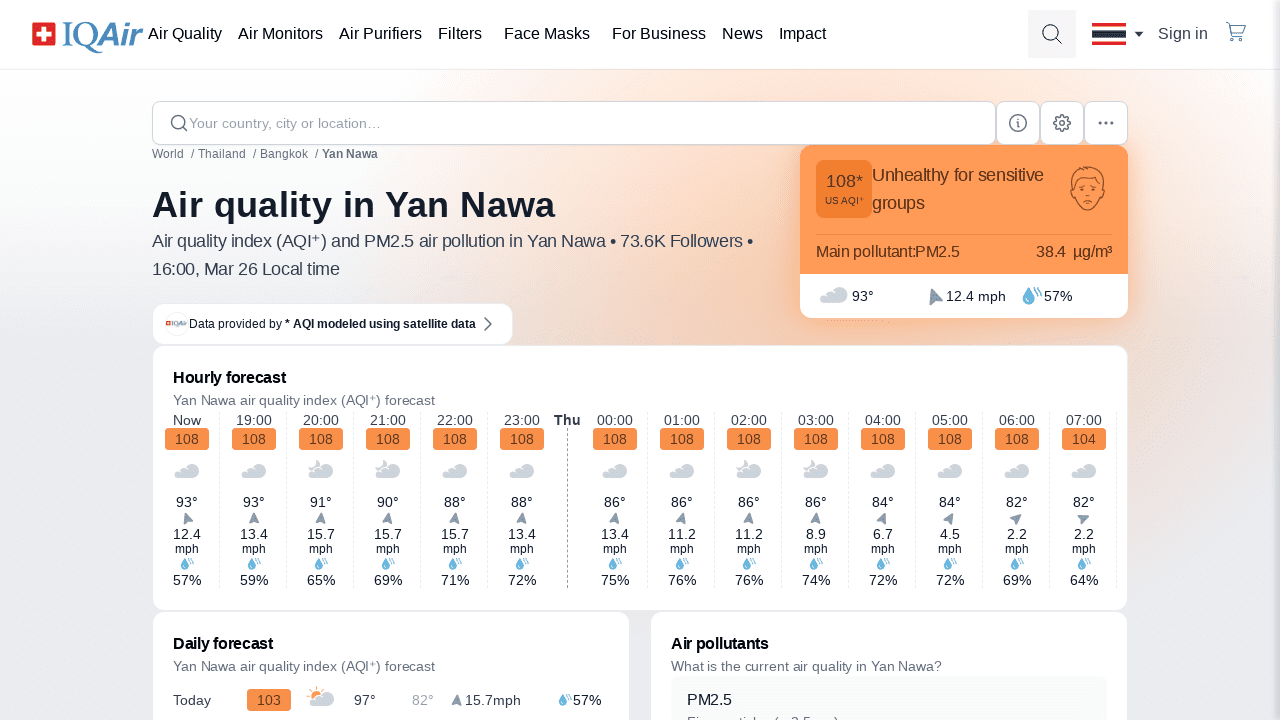 IQAir Air Quality Air Monitors Air Purifiers Filters Face Masks For Business News Impact Sign in
Your country, city or location…
World / Thailand / Bangkok / Yan Nawa
Air quality in Yan Nawa
Air quality index (AQI⁺) and PM2.5 air pollution in Yan Nawa • 73.6K Followers •
16:00, Mar 26 Local time
108*
US AQI⁺
Unhealthy for sensitive
groups
Main pollutant:PM2.5 38.4 µg/m³
93° 12.4 mph 57%
IQAir Data provided by * AQI modeled using satellite data
Hourly forecast
Yan Nawa air quality index (AQI⁺) forecast
Now 19:00 20:00 21:00 22:00 23:00 Thu 00:00 01:00 02:00 03:00 04:00 05:00 06:00 07:00
108 108 108 108 108 108 108 108 108 108 108 108 108 104
93° 93° 91° 90° 88° 88° 86° 86° 86° 86° 84° 84° 82° 82°
12.4 13.4 15.7 15.7 15.7 13.4 13.4 11.2 11.2 8.9 6.7 4.5 2.2 2.2
mph mph mph mph mph mph mph mph mph mph mph mph mph mph
57% 59% 65% 69% 71% 72% 75% 76% 76% 74% 72% 72% 69% 64%
Daily forecast
Yan Nawa air quality index (AQI⁺) forecast
Today 103 97° 82° 15.7mph 57%
Air pollutants
What is the current air quality in Yan Nawa?
PM2.5